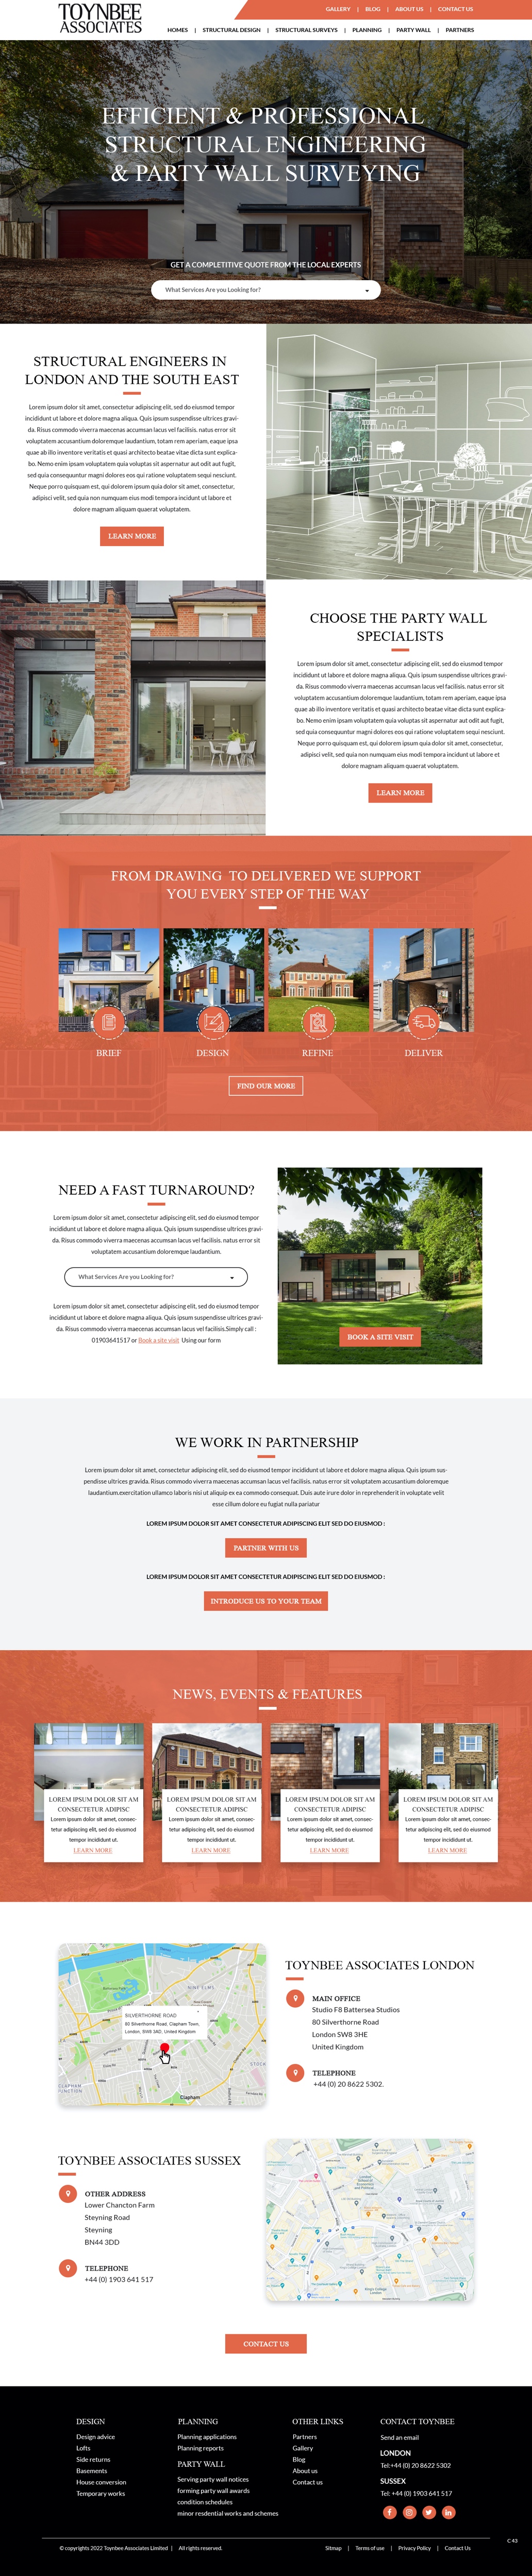 TOYNBEE
ASSOCIATES
GALLERY | BLOG | ABOUT US | CONTACT US
HOMES | STRUCTURAL DESIGN | STRUCTURAL SURVEYS | PLANNING | PARTY WALL | PARTNERS
EFFICIENT & PROFESSIONAL
STRUCTURAL ENGINEERING
& PARTY WALL SURVEYING
GET A COMPLETITIVE QUOTE FROM THE LOCAL EXPERTS
What Services Are you Looking for?
STRUCTURAL ENGINEERS IN
LONDON AND THE SOUTH EAST
Lorem ipsum dolor sit amet, consectetur adipiscing elit, sed do eiusmod tempor
incididunt ut labore et dolore magna aliqua. Quis ipsum suspendisse ultrices gravi-
da. Risus commodo viverra maecenas accumsan lacus vel facilisis. natus error sit
voluptatem accusantium doloremque laudantium, totam rem aperiam, eaque ipsa
quae ab illo inventore veritatis et quasi architecto beatae vitae dicta sunt explica-
bo. Nemo enim ipsam voluptatem quia voluptas sit aspernatur aut odit aut fugit,
sed quia consequuntur magni dolores eos qui ratione voluptatem sequi nesciunt.
Neque porro quisquam est, qui dolorem ipsum quia dolor sit amet, consectetur,
adipisci velit, sed quia non numquam eius modi tempora incidunt ut labore et
dolore magnam aliquam quaerat voluptatem.
LEARN MORE
CHOOSE THE PARTY WALL
SPECIALISTS
Lorem ipsum dolor sit amet, consectetur adipiscing elit, sed do eiusmod tempor
incididunt ut labore et dolore magna aliqua. Quis ipsum suspendisse ultrices gravi-
da. Risus commodo viverra maecenas accumsan lacus vel facilisis. natus error sit
voluptatem accusantium doloremque laudantium, totam rem aperiam, eaque ipsa
quae ab illo inventore veritatis et quasi architecto beatae vitae dicta sunt explica-
bo. Nemo enim ipsam voluptatem quia voluptas sit aspernatur aut odit aut fugit,
sed quia consequuntur magni dolores eos qui ratione voluptatem sequi nesciunt.
Neque porro quisquam est, qui dolorem ipsum quia dolor sit amet, consectetur,
adipisci velit, sed quia non numquam eius modi tempora incidunt ut labore et
dolore magnam aliquam quaerat voluptatem.
LEARN MORE
FROM DRAWING TO DELIVERED WE SUPPORT
YOU EVERY STEP OF THE WAY
BRIEF
DESIGN
REFINE
DELIVER
FIND OUR MORE
NEED A FAST TURNAROUND?
Lorem ipsum dolor sit amet, consectetur adipiscing elit, sed do eiusmod tempor
incididunt ut labore et dolore magna aliqua. Quis ipsum suspendisse ultrices gravi-
da. Risus commodo viverra maecenas accumsan lacus vel facilisis. natus error sit
voluptatem accusantium doloremque laudantium.
What Services Are you Looking for?
Lorem ipsum dolor sit amet, consectetur adipiscing elit, sed do eiusmod tempor
incididunt ut labore et dolore magna aliqua. Quis ipsum suspendisse ultrices gravi-
da. Risus commodo viverra maecenas accumsan lacus vel facilisis.Simply call :
01903641517 or Book a site visit. Using our form
BOOK A SITE VISIT
WE WORK IN PARTNERSHIP
Lorem ipsum dolor sit amet, consectetur adipiscing elit, sed do eiusmod tempor incididunt ut labore et dolore magna aliqua. Quis ipsum sus-
pendisse ultrices gravida. Risus commodo viverra maecenas accumsan lacus vel facilisis. natus error sit voluptatem accusantium doloremque
laudantium.exercitation ullamco laboris nisi ut aliquip ex ea commodo consequat. Duis aute irure dolor in reprehenderit in voluptate velit
esse cillum dolore eu fugiat nulla pariatur
LOREM IPSUM DOLOR SIT AMET CONSECTETUR ADIPISCING ELIT SED DO EIUSMOD :
PARTNER WITH US
LOREM IPSUM DOLOR SIT AMET CONSECTETUR ADIPISCING ELIT SED DO EIUSMOD :
INTRODUCE US TO YOUR TEAM
NEWS, EVENTS & FEATURES
LOREM IPSUM DOLOR SIT AM
CONSECTETUR ADIPISC
Lorem ipsum dolor sit amet, consec-
tetur adipiscing elit, sed do eiusmod
tempor incididunt ut.
LEARN MORE
LOREM IPSUM DOLOR SIT AM
CONSECTETUR ADIPISC
Lorem ipsum dolor sit amet, consec-
tetur adipiscing elit, sed do eiusmod
tempor incididunt ut.
LEARN MORE
LOREM IPSUM DOLOR SIT AM
CONSECTETUR ADIPISC
Lorem ipsum dolor sit amet, consec-
tetur adipiscing elit, sed do eiusmod
tempor incididunt ut.
LEARN MORE
LOREM IPSUM DOLOR SIT AM
CONSECTETUR ADIPISC
Lorem ipsum dolor sit amet, consec-
tetur adipiscing elit, sed do eiusmod
tempor incididunt ut.
LEARN MORE
NINE ELMS
SILVERTHORNE ROAD
80 Silverthorne Road, Clapham Town,
London, SW8 3AD, United Kingdom
STOCK
CLAPHAM
JUNCTION
Clapham
TOYNBEE ASSOCIATES LONDON
MAIN OFFICE
Studio F8 Battersea Studios
80 Silverthorne Road
London SW8 3HE
United Kingdom
TELEPHONE
+44 (0) 20 8622 5302.
TOYNBEE ASSOCIATES SUSSEX
OTHER ADDRESS
Lower Chancton Farm
Steyning Road
Steyning
BN44 3DD
TELEPHONE
+44 (0) 1903 641 517
CONTACT US
DESIGN
Design advice
Lofts
Side returns
Basements
House conversion
Temporary works
PLANNING
Planning applications
Planning reports
PARTY WALL
Serving party wall notices
forming party wall awards
condition schedules
minor resdential works and schemes
OTHER LINKS
Partners
Gallery
Blog
About us
Contact us
CONTACT TOYNBEE
Send an email
LONDON
Tel:+44 (0) 20 8622 5302
SUSSEX
Tel: +44 (0) 1903 641 517
C 43
© copyrights 2022 Toynbee Associates Limited | All rights reserved.
Sitmap | Terms of use | Privacy Policy | Contact Us